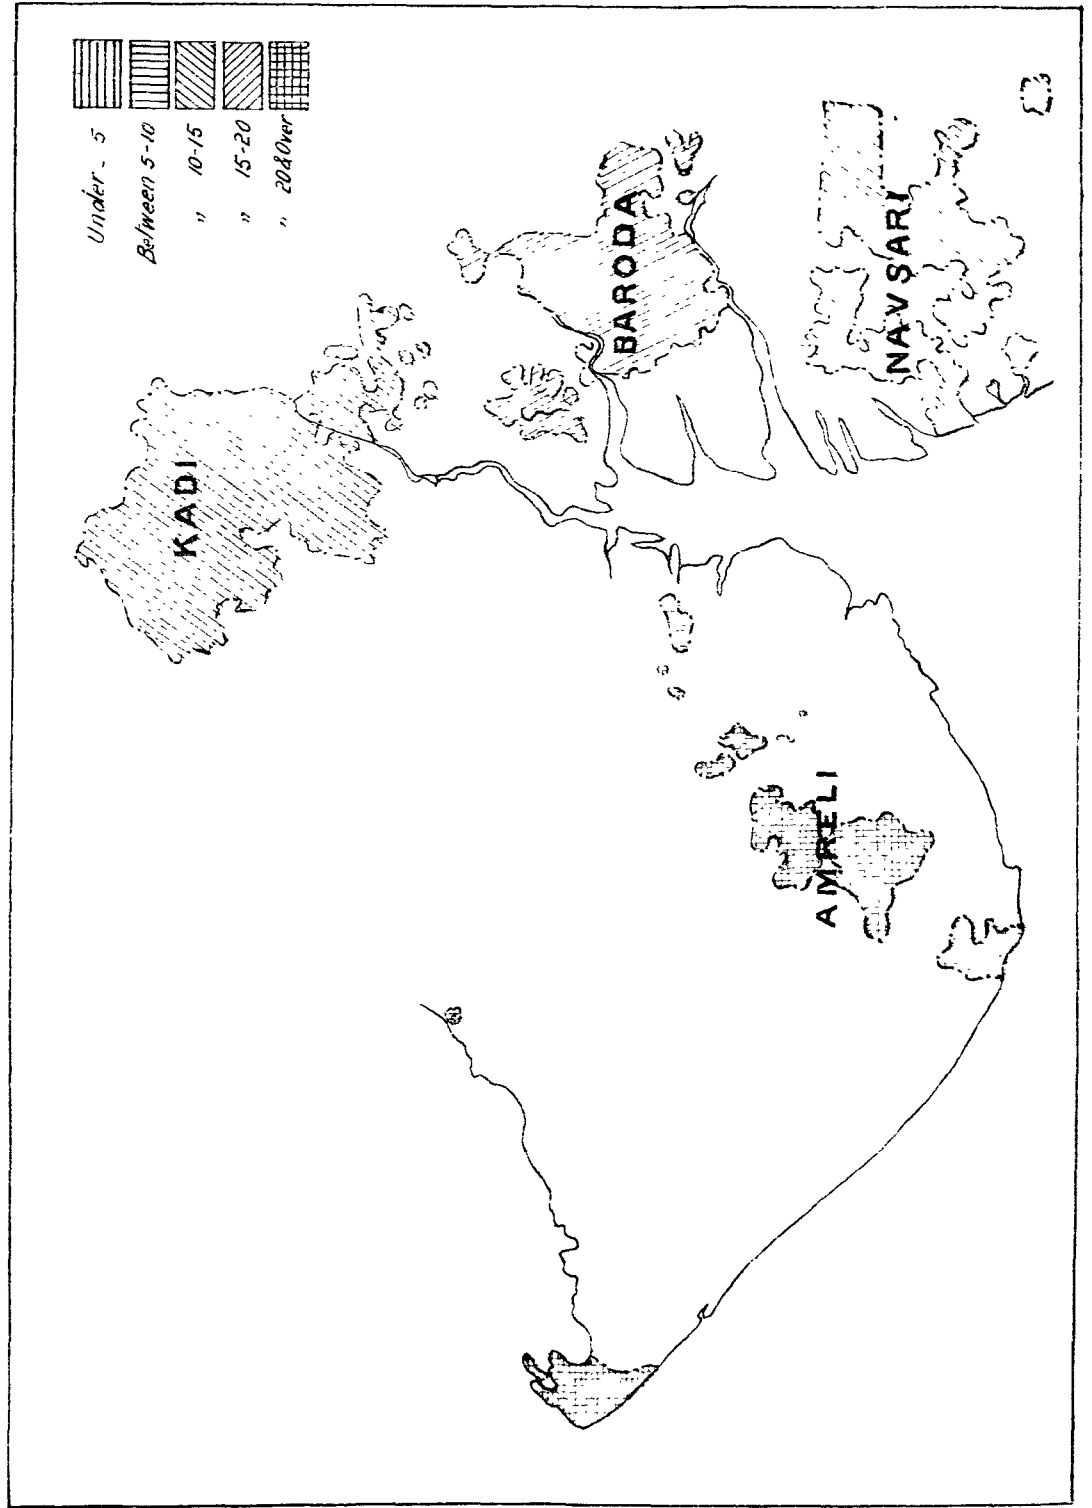 Under - 5
Between 5-10
" 10-15
" 15-20
" 20&Over
KADI
BARODA
NAVSARI
AMRELI